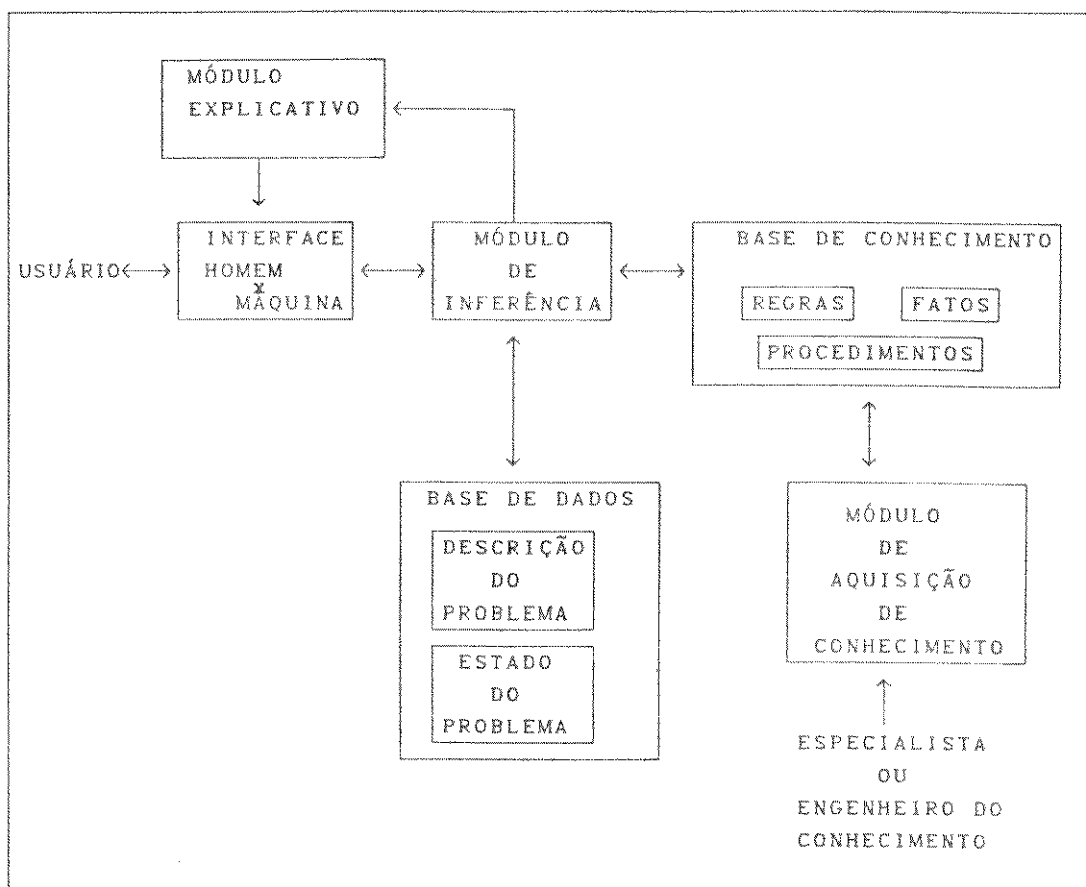 MÓDULO
EXPLICATIVO
USUÁRIO
INTERFACE
HOMEM
X
MÁQUINA
MÓDULO
DE
INFERÊNCIA
BASE DE CONHECIMENTO
REGRAS
FATOS
PROCEDIMENTOS
BASE DE DADOS
DESCRIÇÃO
DO
PROBLEMA
ESTADO
DO
PROBLEMA
MÓDULO
DE
AQUISIÇÃO
DE
CONHECIMENTO
ESPECIALISTA
OU
ENGENHEIRO DO
CONHECIMENTO